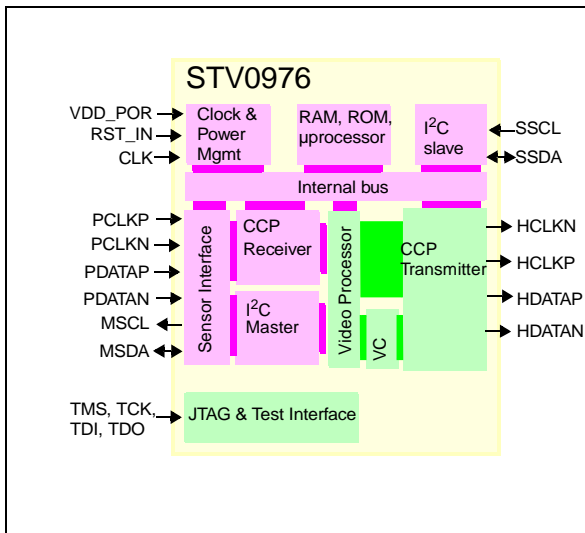 STV0976
VDD_POR
RST_IN
CLK
Clock &
Power
Mgmt
RAM, ROM,
µprocessor
I²C
slave
SSCL
SSDA
Internal bus
PCLKP
PCLKN
PDATAP
PDATAN
MSCL
MSDA
Sensor Interface
CCP
Receiver
I²C
Master
Video Processor
VC
CCP
Transmitter
HCLKN
HCLKP
HDATAP
HDATAN
TMS, TCK,
TDI, TDO
JTAG & Test Interface